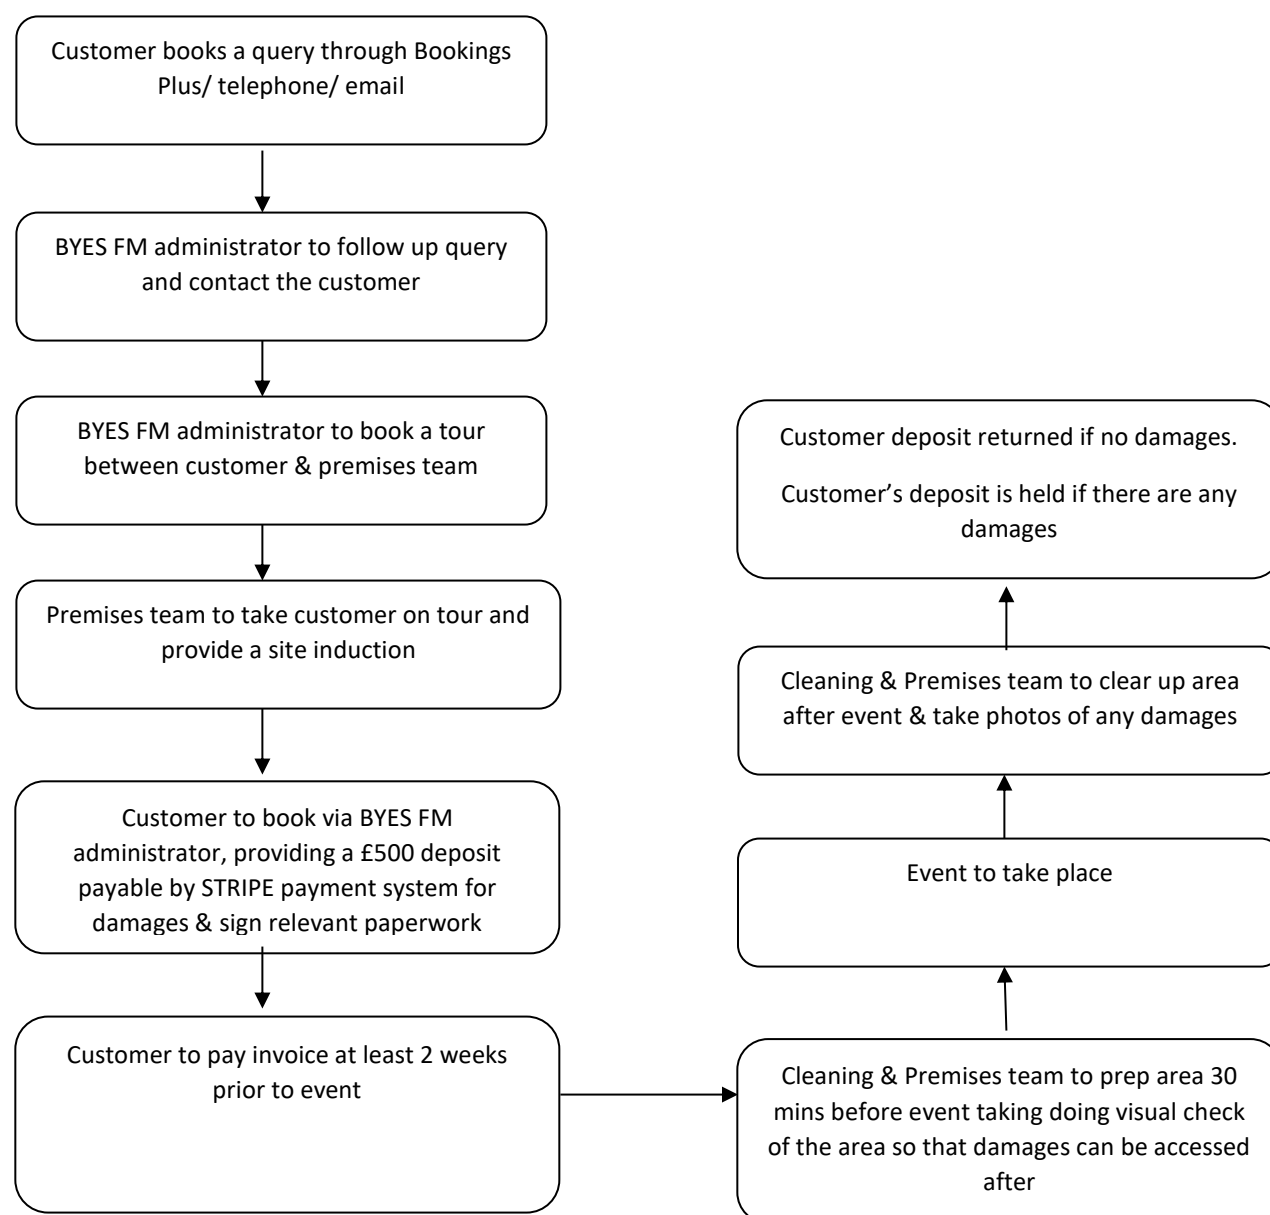 Customer books a query through Bookings
Plus/ telephone/ email
BYES FM administrator to follow up query
and contact the customer
BYES FM administrator to book a tour
between customer & premises team
Premises team to take customer on tour and
provide a site induction
Customer to book via BYES FM
administrator, providing a £500 deposit
payable by STRIPE payment system for
damages & sign relevant paperwork
Customer to pay invoice at least 2 weeks
prior to event
Cleaning & Premises team to prep area 30
mins before event taking doing visual check
of the area so that damages can be accessed
after
Event to take place
Cleaning & Premises team to clear up area
after event & take photos of any damages
Customer deposit returned if no damages.
Customer’s deposit is held if there are any
damages